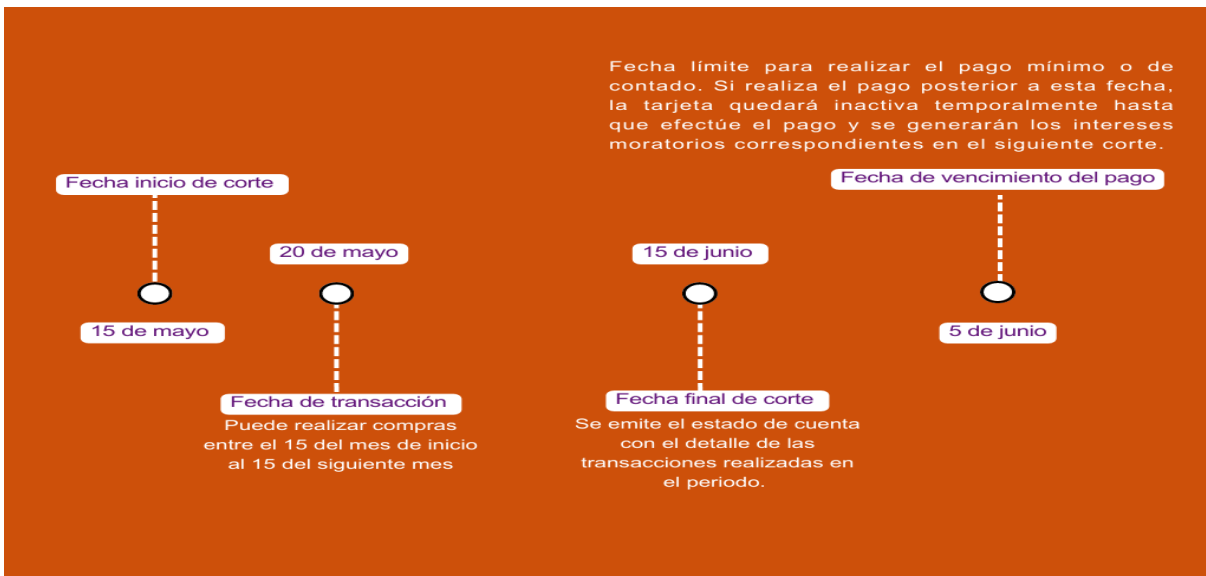 Fecha límite para realizar el pago mínimo o de
contado. Si realiza el pago posterior a esta fecha,
la tarjeta quedará inactiva temporalmente hasta
que efectúe el pago y se generarán los intereses
moratorios correspondientes en el siguiente corte.
Fecha inicio de corte
Fecha de vencimiento del pago
20 de mayo
15 de junio
15 de mayo
5 de junio
Fecha de transacción
Puede realizar compras
entre el 15 del mes de inicio
al 15 del siguiente mes
Fecha final de corte
Se emite el estado de cuenta
con el detalle de las
transacciones realizadas en
el periodo.